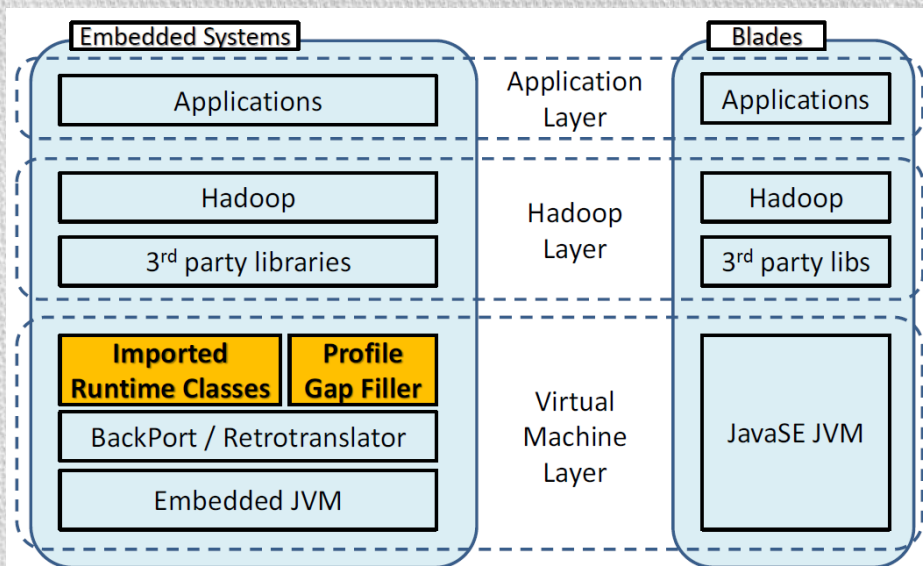 Embedded Systems
Blades
Applications
Application
Layer
Applications
Hadoop
3rd party libraries
Hadoop
Layer
Hadoop
3rd party libs
Imported
Runtime Classes
Profile
Gap Filler
BackPort / Retrotranslator
Embedded JVM
Virtual
Machine
Layer
JavaSE JVM